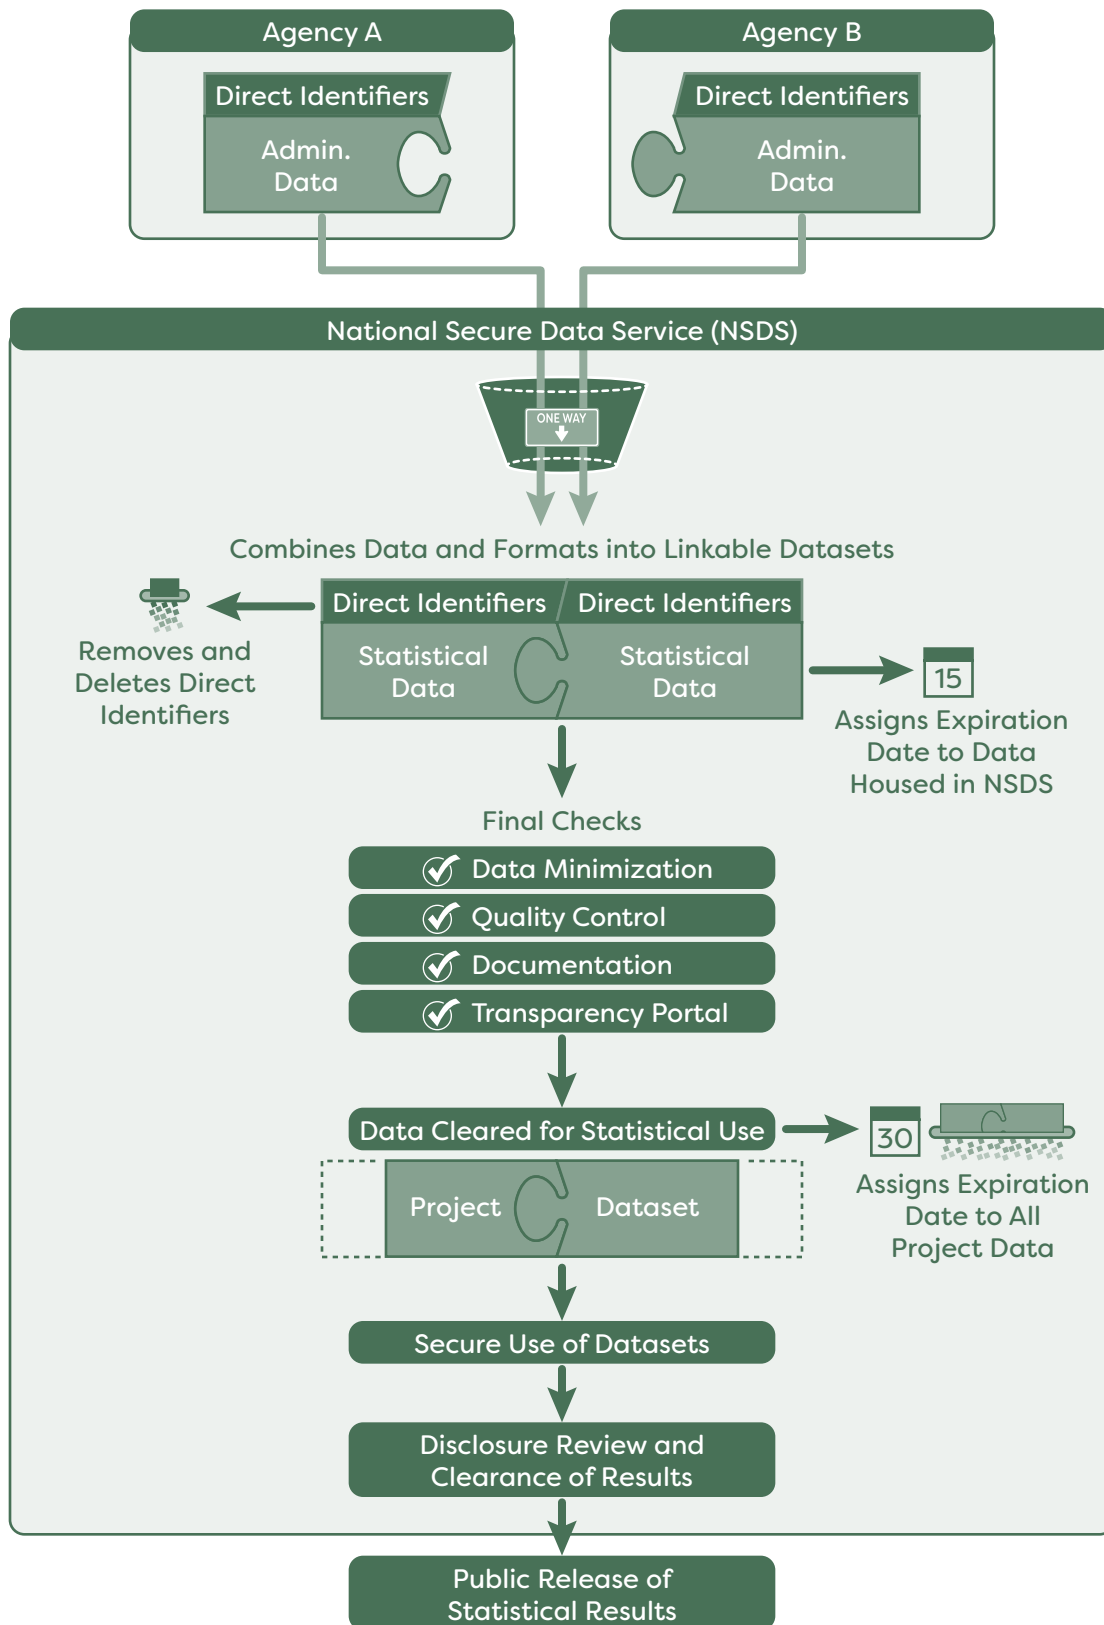 Agency A
Agency B
Direct Identifiers
Admin.
Data
Direct Identifiers
Admin.
Data
National Secure Data Service (NSDS)
ONE WAY
Combines Data and Formats into Linkable Datasets
Direct Identifiers
Direct Identifiers
Statistical
Data
Statistical
Data
Removes and
Deletes Direct
Identifiers
15
Assigns Expiration
Date to Data
Housed in NSDS
Final Checks
Data Minimization
Quality Control
Documentation
Transparency Portal
Data Cleared for Statistical Use
30
Assigns Expiration
Date to All
Project Data
Project
Dataset
Secure Use of Datasets
Disclosure Review and
Clearance of Results
Public Release of
Statistical Results